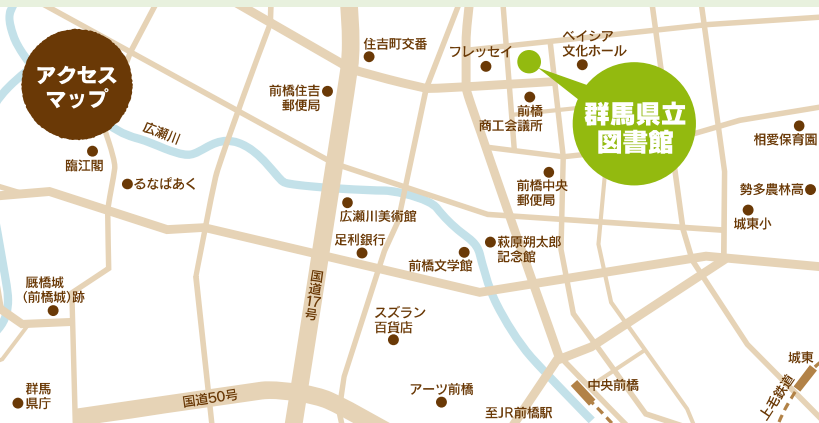 アクセス
マップ
住吉町交番
フレッセイ
ベイシア
文化ホール
前橋住吉
郵便局
前橋
商工会議所
群馬県立
図書館
相愛保育園
広瀬川
臨江閣
るなぱあく
前橋中央
郵便局
勢多農林高
城東小
広瀬川美術館
足利銀行
前橋文学館
萩原朔太郎
記念館
厩橋城
(前橋城)跡
国道17号
スズラン
百貨店
群馬
県庁
国道50号
アーツ前橋
至JR前橋駅
中央前橋
城東
上毛鉄道